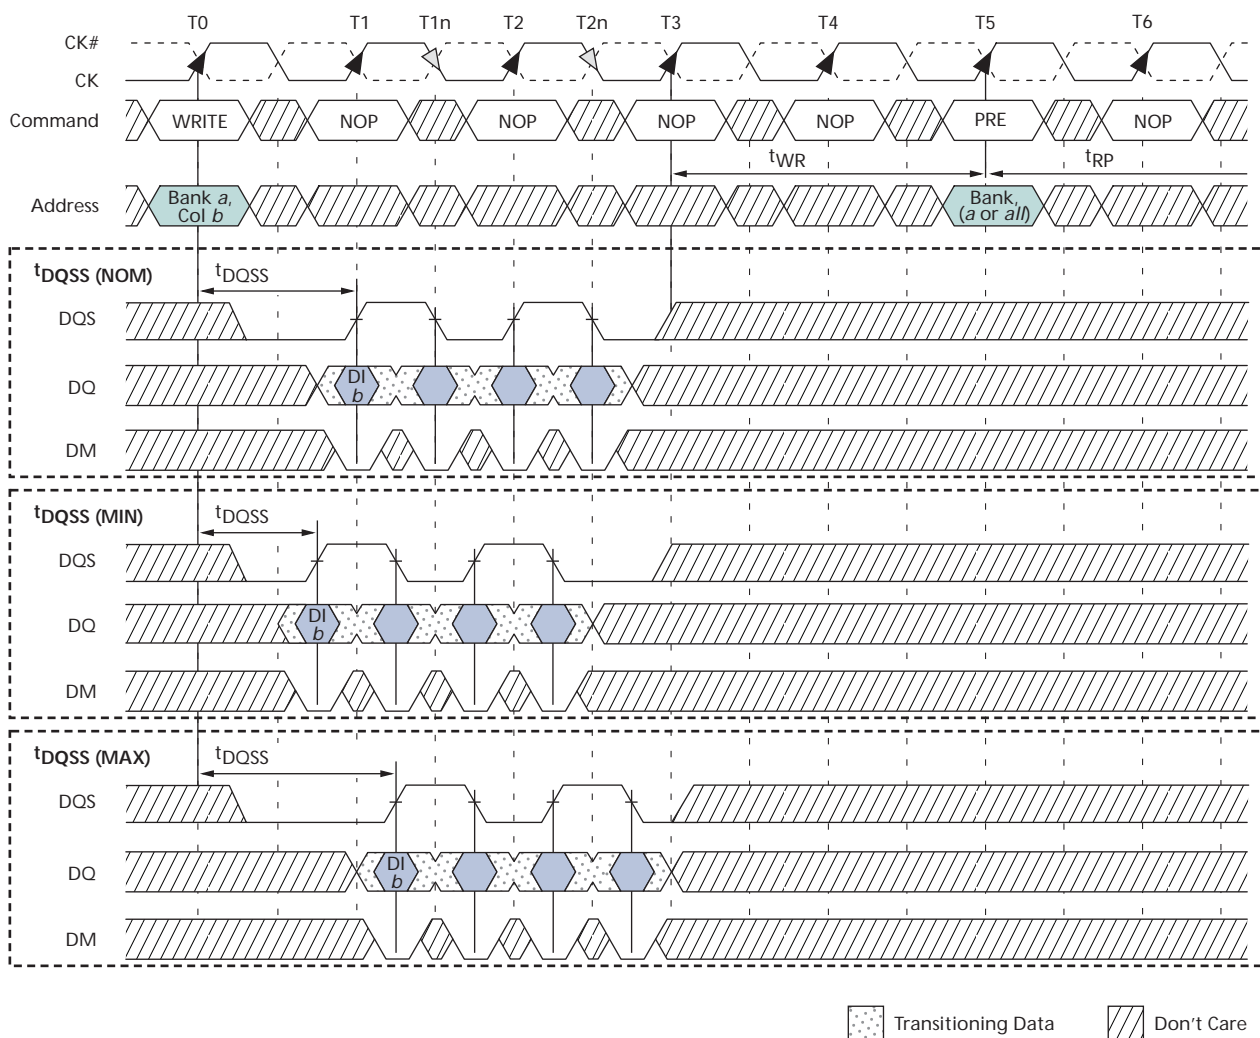 T0 T1 T1n T2 T2n T3 T4 T5 T6
CK#
CK
Command WRITE NOP NOP NOP NOP PRE NOP
tWR tRP
Address Bank a, Col b Bank, (a or all)
tDQSS (NOM) tDQSS
DQS
DQ DI b
DM
tDQSS (MIN) tDQSS
DQS
DQ DI b
DM
tDQSS (MAX) tDQSS
DQS
DQ DI b
DM
Transitioning Data Don't Care